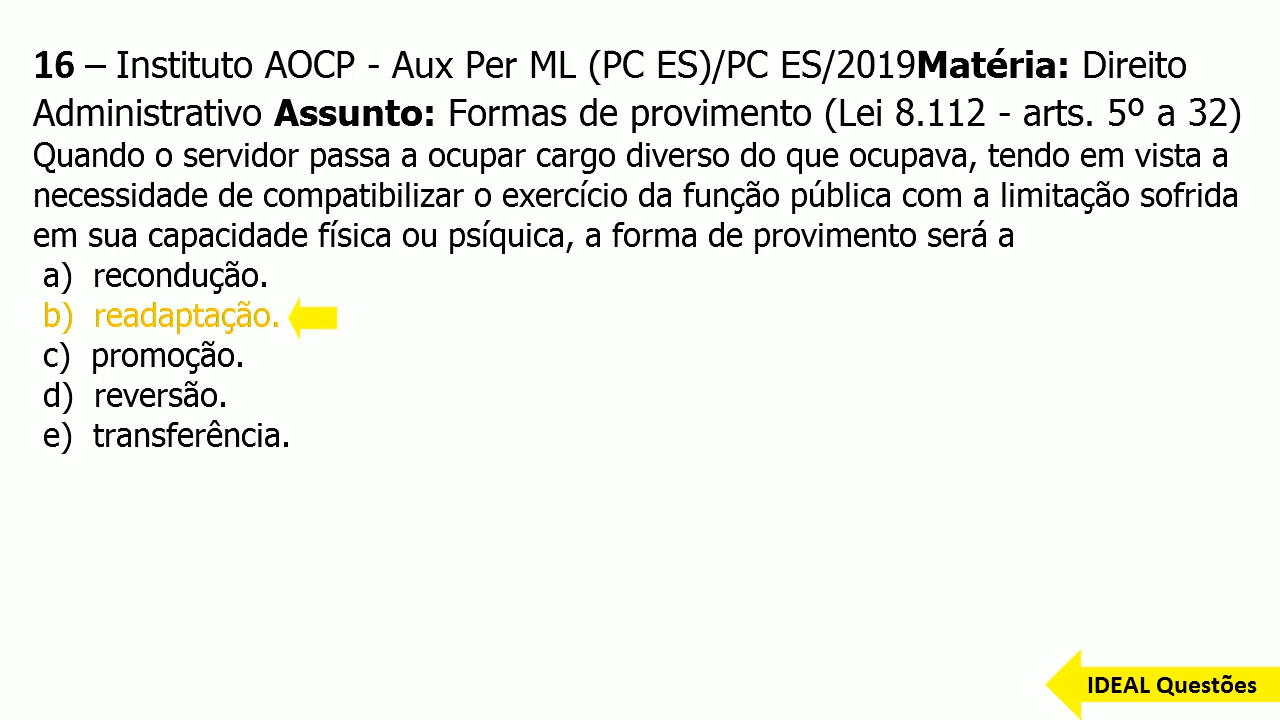 16 – Instituto AOCP - Aux Per ML (PC ES)/PC ES/2019Matéria: Direito
Administrativo Assunto: Formas de provimento (Lei 8.112 - arts. 5º a 32)
Quando o servidor passa a ocupar cargo diverso do que ocupava, tendo em vista a
necessidade de compatibilizar o exercício da função pública com a limitação sofrida
em sua capacidade física ou psíquica, a forma de provimento será a
a) recondução.
b) readaptação.
c) promoção.
d) reversão.
e) transferência.
IDEAL Questões